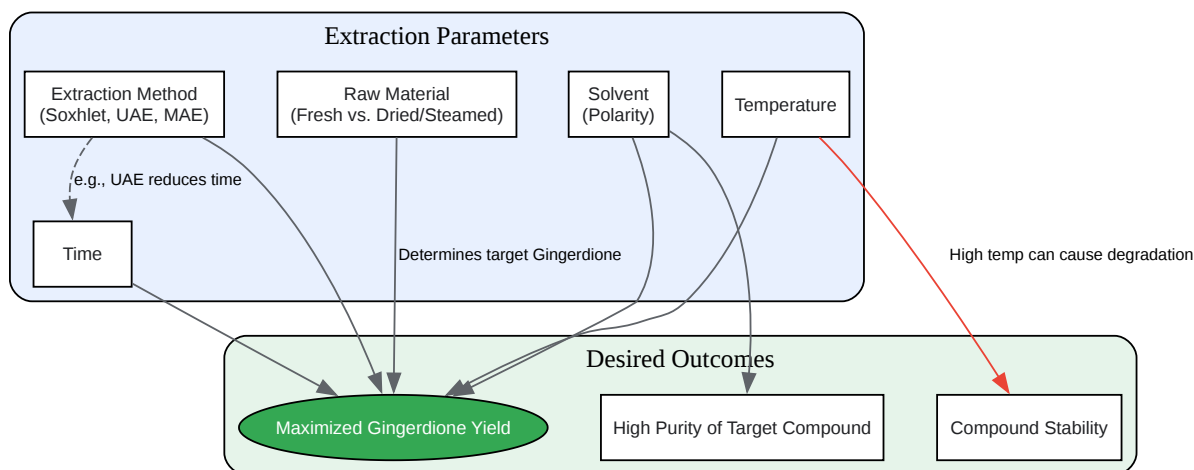 Extraction Parameters
Extraction Method
(Soxhlet, UAE, MAE)
Raw Material
(Fresh vs. Dried/Steamed)
Solvent
(Polarity)
Temperature
e.g., UAE reduces time
Time
Determines target Gingerdione
High temp can cause degradation
Desired Outcomes
Maximized Gingerdione Yield
High Purity of Target Compound
Compound Stability